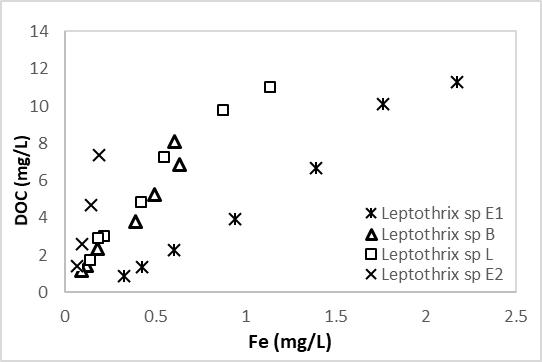 14
12
10
8
6
4
2
0
DOC (mg/L)
Leptothrix sp E1
Leptothrix sp B
Leptothrix sp L
Leptothrix sp E2
0 0.5 1 1.5 2 2.5
Fe (mg/L)